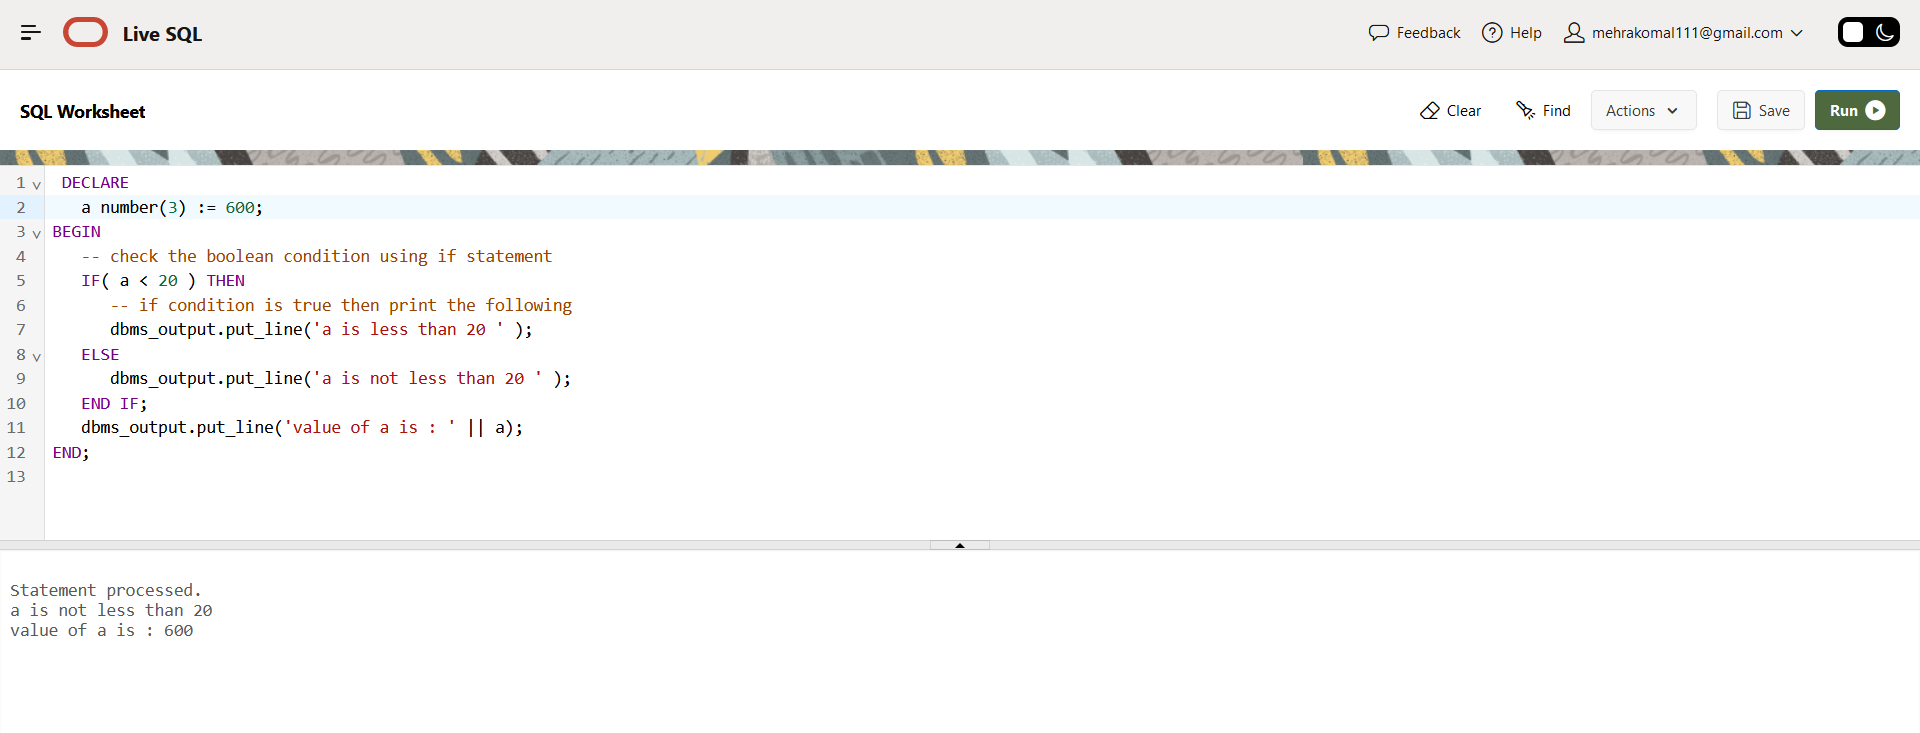 Live SQL
Feedback
Help
mehrakomal111@gmail.com
SQL Worksheet
Clear
Find
Actions
Save
Run
1 DECLARE
2 a number(3) := 600;
3 BEGIN
4 -- check the boolean condition using if statement
5 IF( a < 20 ) THEN
6 -- if condition is true then print the following
7 dbms_output.put_line('a is less than 20 ' );
8 ELSE
9 dbms_output.put_line('a is not less than 20 ' );
10 END IF;
11 dbms_output.put_line('value of a is : ' || a);
12 END;
13
Statement processed.
a is not less than 20
value of a is : 600